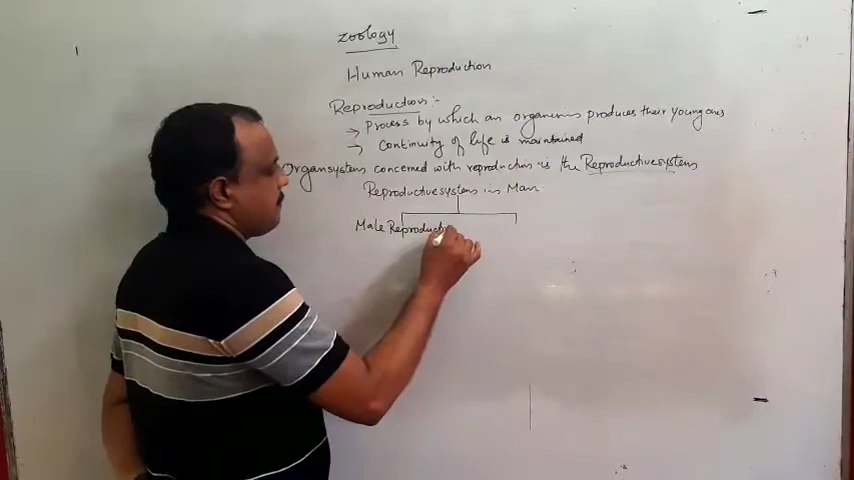 Zoology
Human Reproduction
Reproduction:-
→ Process by which an organisms produces their young ones
→ Continuity of life is maintained
Organsystem concerned with reproduction is the Reproductivesystem
Reproductivesystem in Man
Male Reproducti